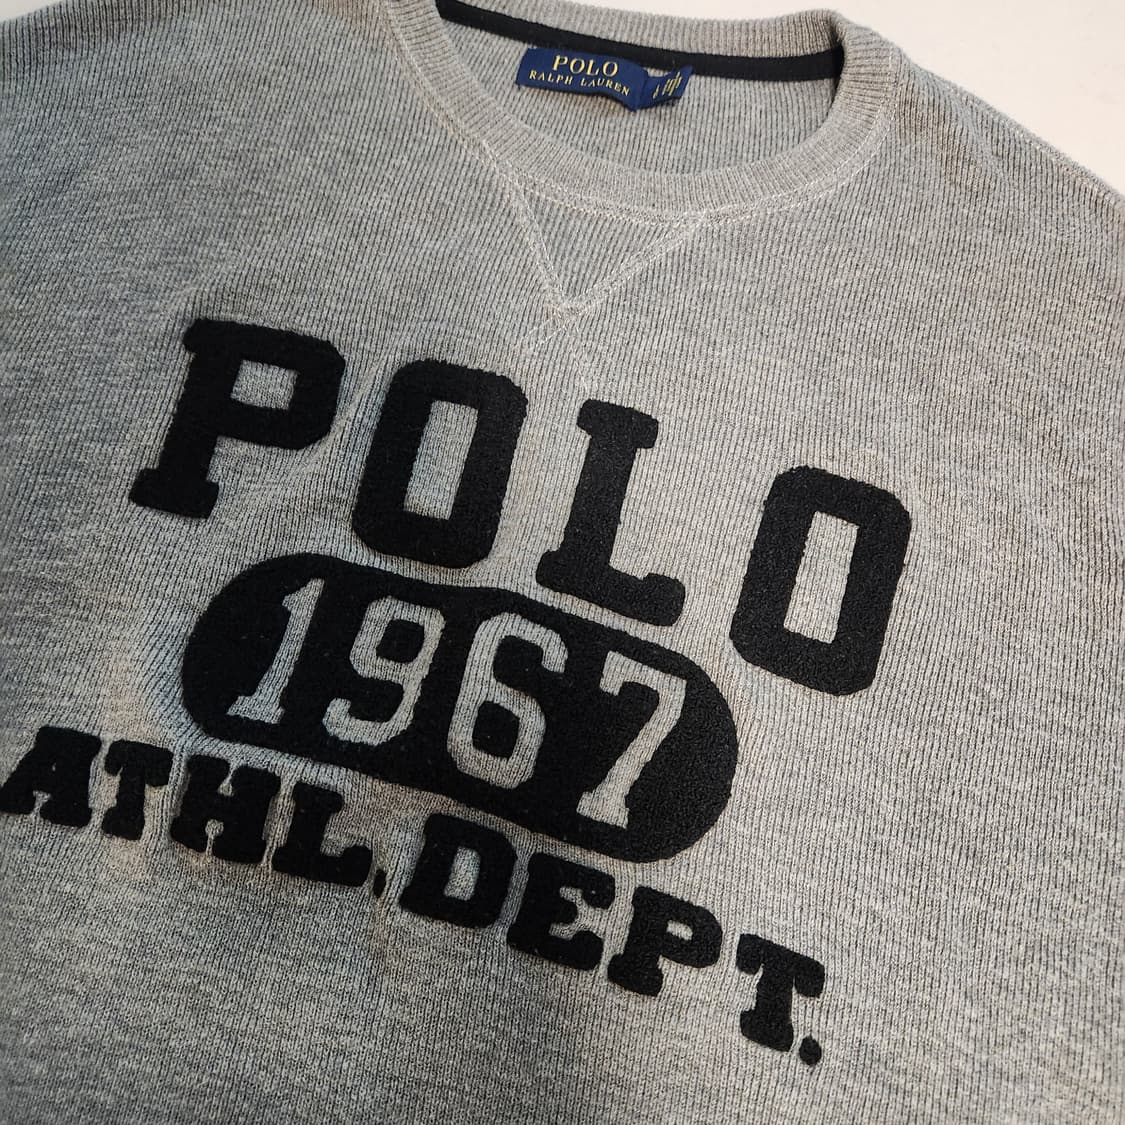 POLO
RALPH LAUREN
POLO
1967
ATHL.DEPT.